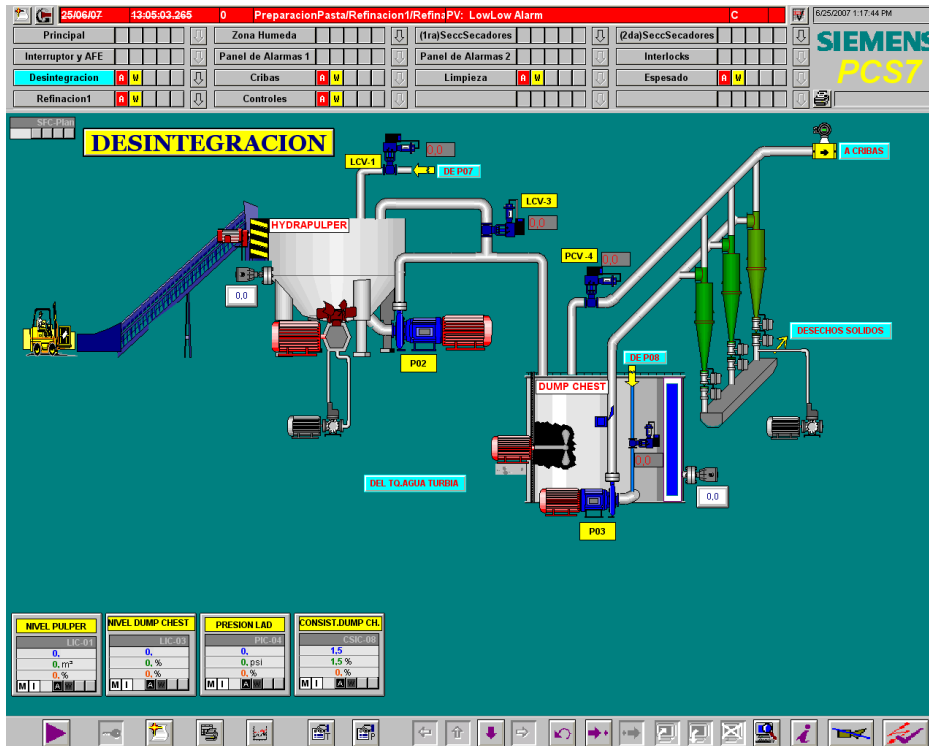 25/06/07 13:05:03.265 0 PreparacionPasta/Refinacion1/RefinaPV: LowLow Alarm C
6/25/2007 1:17:44 PM
Principal Zona Humeda (1ra)SeccSecadores (2da)SeccSecadores
Interruptor y AFE Panel de Alarmas 1 Panel de Alarmas 2 Interlocks
Desintegracion A W Cribas A W Limpieza A W Espesado A W
Refinacion1 A W Controles A W
SIEMENS
PCS7
SFC-Plan
DESINTEGRACION
LCV-1
0,0
DE P07
A CRIBAS
LCV-3
0,0
HYDRAPULPER
PCV-4
0,0
0,0
P02
DESECHOS SOLIDOS
DE P08
DUMP CHEST
0,0
DEL TQ.AGUA TURBIA
0,0
P03
NIVEL PULPER
LIC-01
0,
0, m³
0, %
M I A W
NIVEL DUMP CHEST
LIC-03
0,
0, %
0, %
M I A W
PRESION LAD
PIC-04
0,
0, psi
0, %
M I A W
CONSIST.DUMP CH.
CSIC-08
1,5
1,5 %
0, %
M I A W